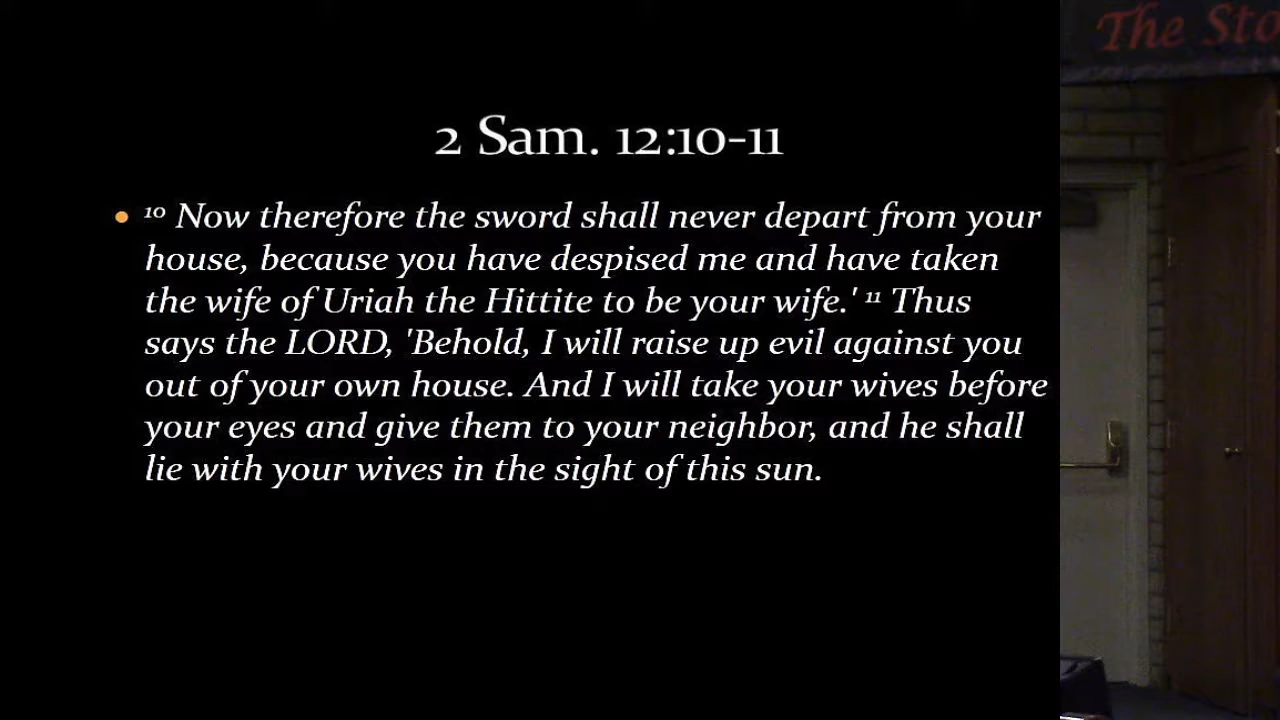 The Sto
2 Sam. 12:10-11
• ¹⁰ Now therefore the sword shall never depart from your
house, because you have despised me and have taken
the wife of Uriah the Hittite to be your wife.' ¹¹ Thus
says the LORD, 'Behold, I will raise up evil against you
out of your own house. And I will take your wives before
your eyes and give them to your neighbor, and he shall
lie with your wives in the sight of this sun.